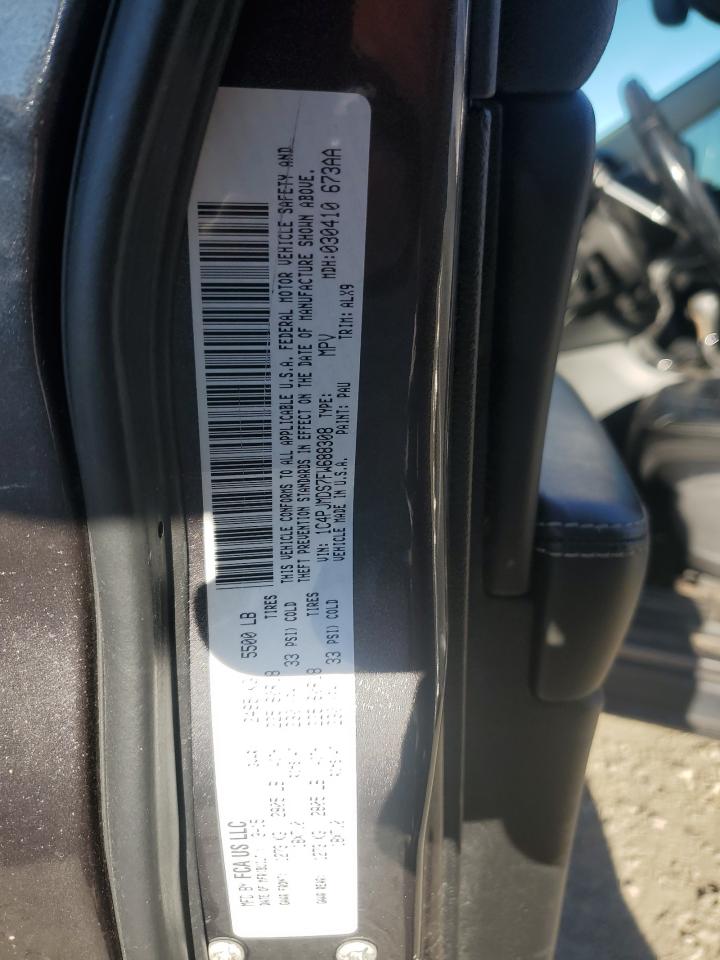 MFD BY FCA US LLC
5500 LB
TIRES
33 PSI) COLD
TIRES
33 PSI) COLD
THIS VEHICLE CONFORMS TO ALL APPLICABLE U.S.A. FEDERAL MOTOR VEHICLE SAFETY AND
THEFT PREVENTION STANDARDS IN EFFECT ON THE DATE OF MANUFACTURE SHOWN ABOVE.
VIN: 1C4PJMDS7FW688308 TYPE: MPV MDH:030410 673AA
VEHICLE MADE IN U.S.A. PAINT: PAU TRIM: ALX9